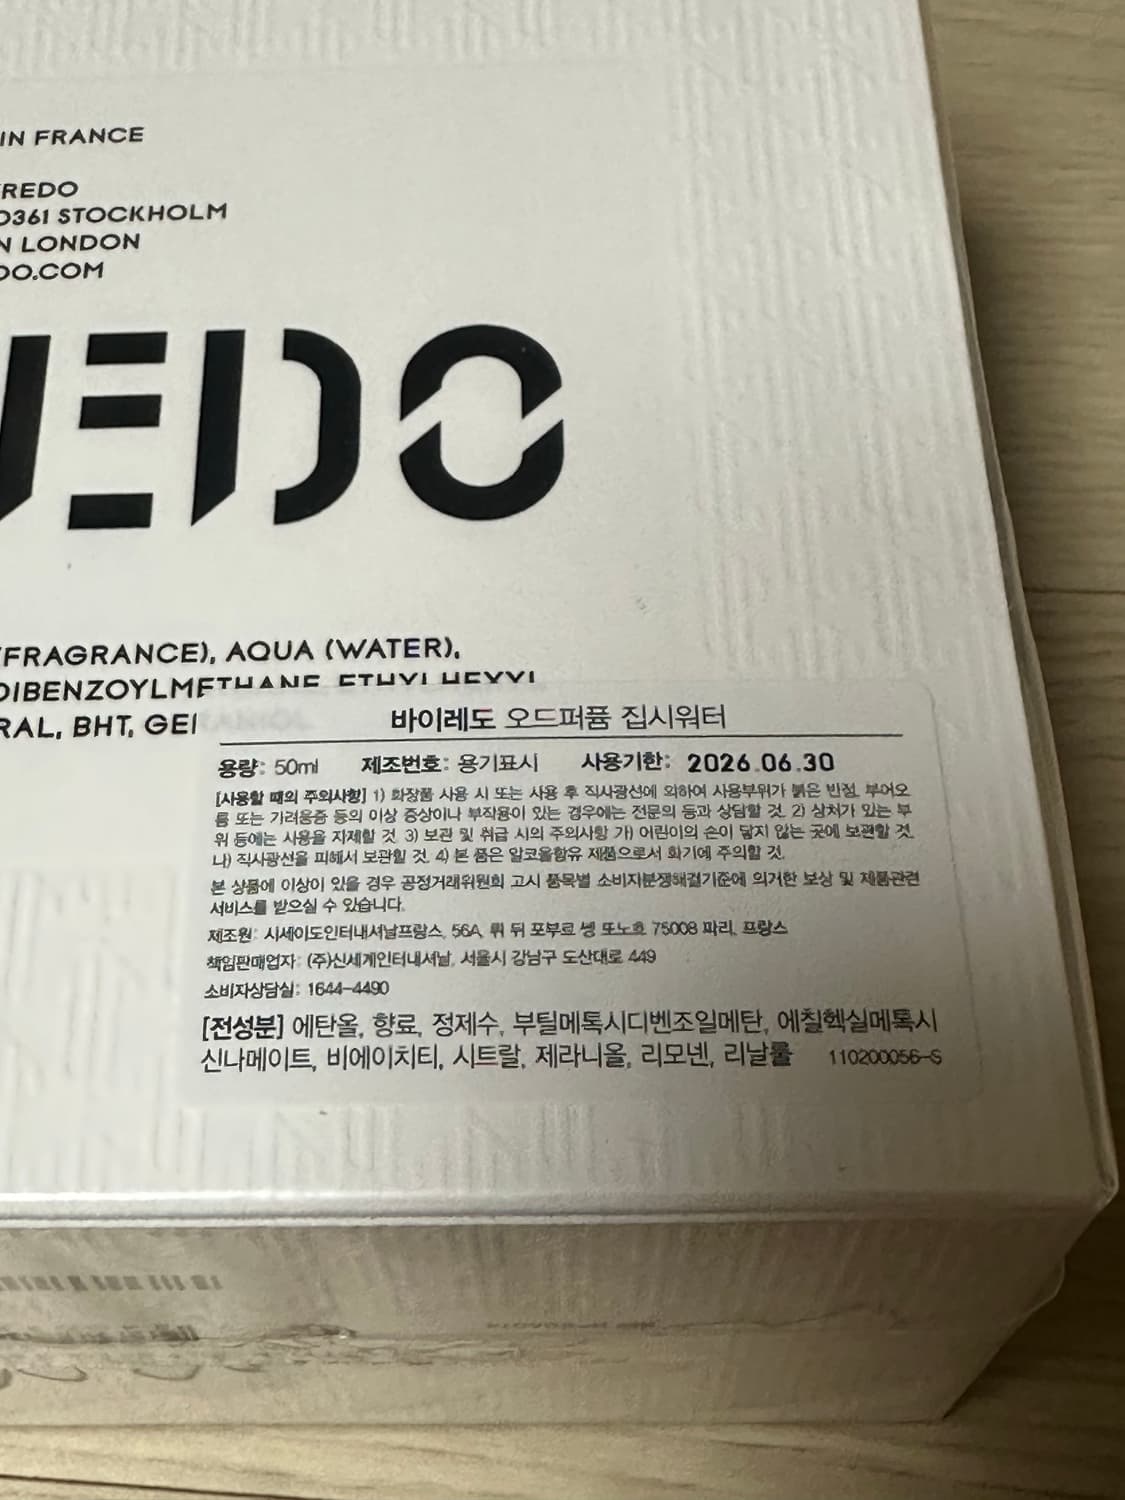 IN FRANCE
REDO
0361 STOCKHOLM
N LONDON
DO.COM
EDO
(FRAGRANCE), AQUA (WATER),
DIBENZOYLMETHANE, ETHYLHEXYL
RAL, BHT, GERANIOL
바이레도 오드퍼퓸 집시워터
용량: 50ml 제조번호: 용기표시 사용기한: 2026.06.30
[사용할 때의 주의사항] 1) 화장품 사용 시 또는 사용 후 직사광선에 의하여 사용부위가 붉은 반점, 부어오
름 또는 가려움증 등의 이상 증상이나 부작용이 있는 경우에는 전문의 등과 상담할 것. 2) 상처가 있는 부
위 등에는 사용을 자제할 것. 3) 보관 및 취급 시의 주의사항 가) 어린이의 손이 닿지 않는 곳에 보관할 것.
나) 직사광선을 피해서 보관할 것. 4) 본 품은 알코올함유 제품으로서 화기에 주의할 것.
본 상품에 이상이 있을 경우 공정거래위원회 고시 품목별 소비자분쟁해결기준에 의거한 보상 및 제품관련
서비스를 받으실 수 있습니다.
제조원: 시세이도인터내셔날프랑스, 56A, 뤼 뒤 포부르 쌩 또노흐 75008 파리, 프랑스
책임판매업자: (주)신세계인터내셔날, 서울시 강남구 도산대로 449
소비자상담실: 1644-4490
[전성분] 에탄올, 향료, 정제수, 부틸메톡시디벤조일메탄, 에칠헥실메톡시
신나메이트, 비에이치티, 시트랄, 제라니올, 리모넨, 리날룰 110200056-S